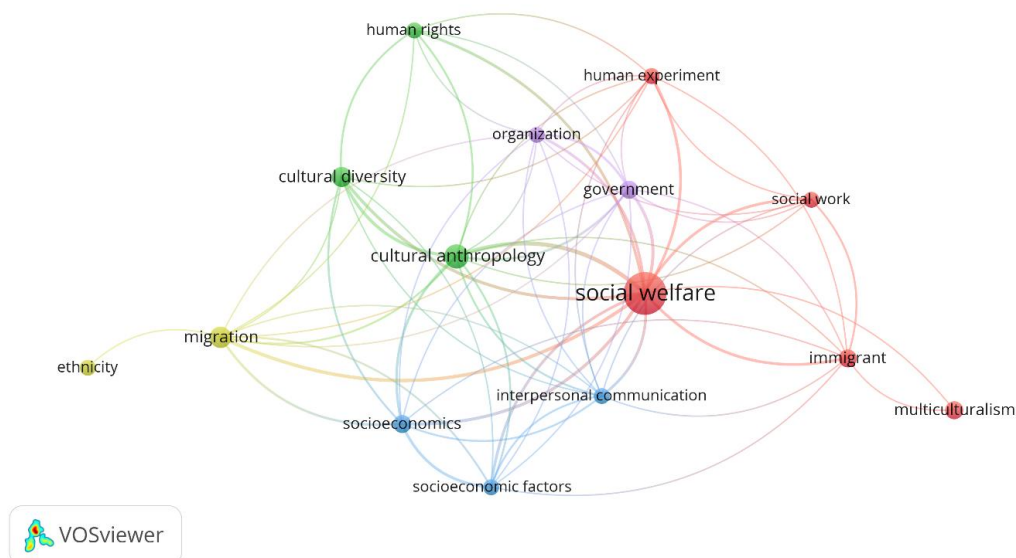 human rights
human experiment
organization
cultural diversity
government
social work
cultural anthropology
social welfare
migration
immigrant
ethnicity
interpersonal communication
multiculturalism
socioeconomics
socioeconomic factors
VOSviewer